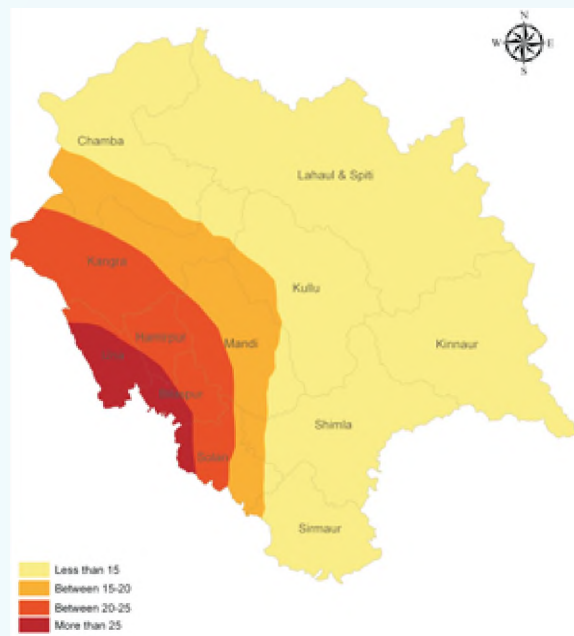 N
W E
S
Chamba
Lahaul & Spiti
Kangra
Kullu
Hamirpur
Mandi
Kinnaur
Una
Bilaspur
Shimla
Solan
Sirmaur
Less than 15
Between 15-20
Between 20-25
More than 25